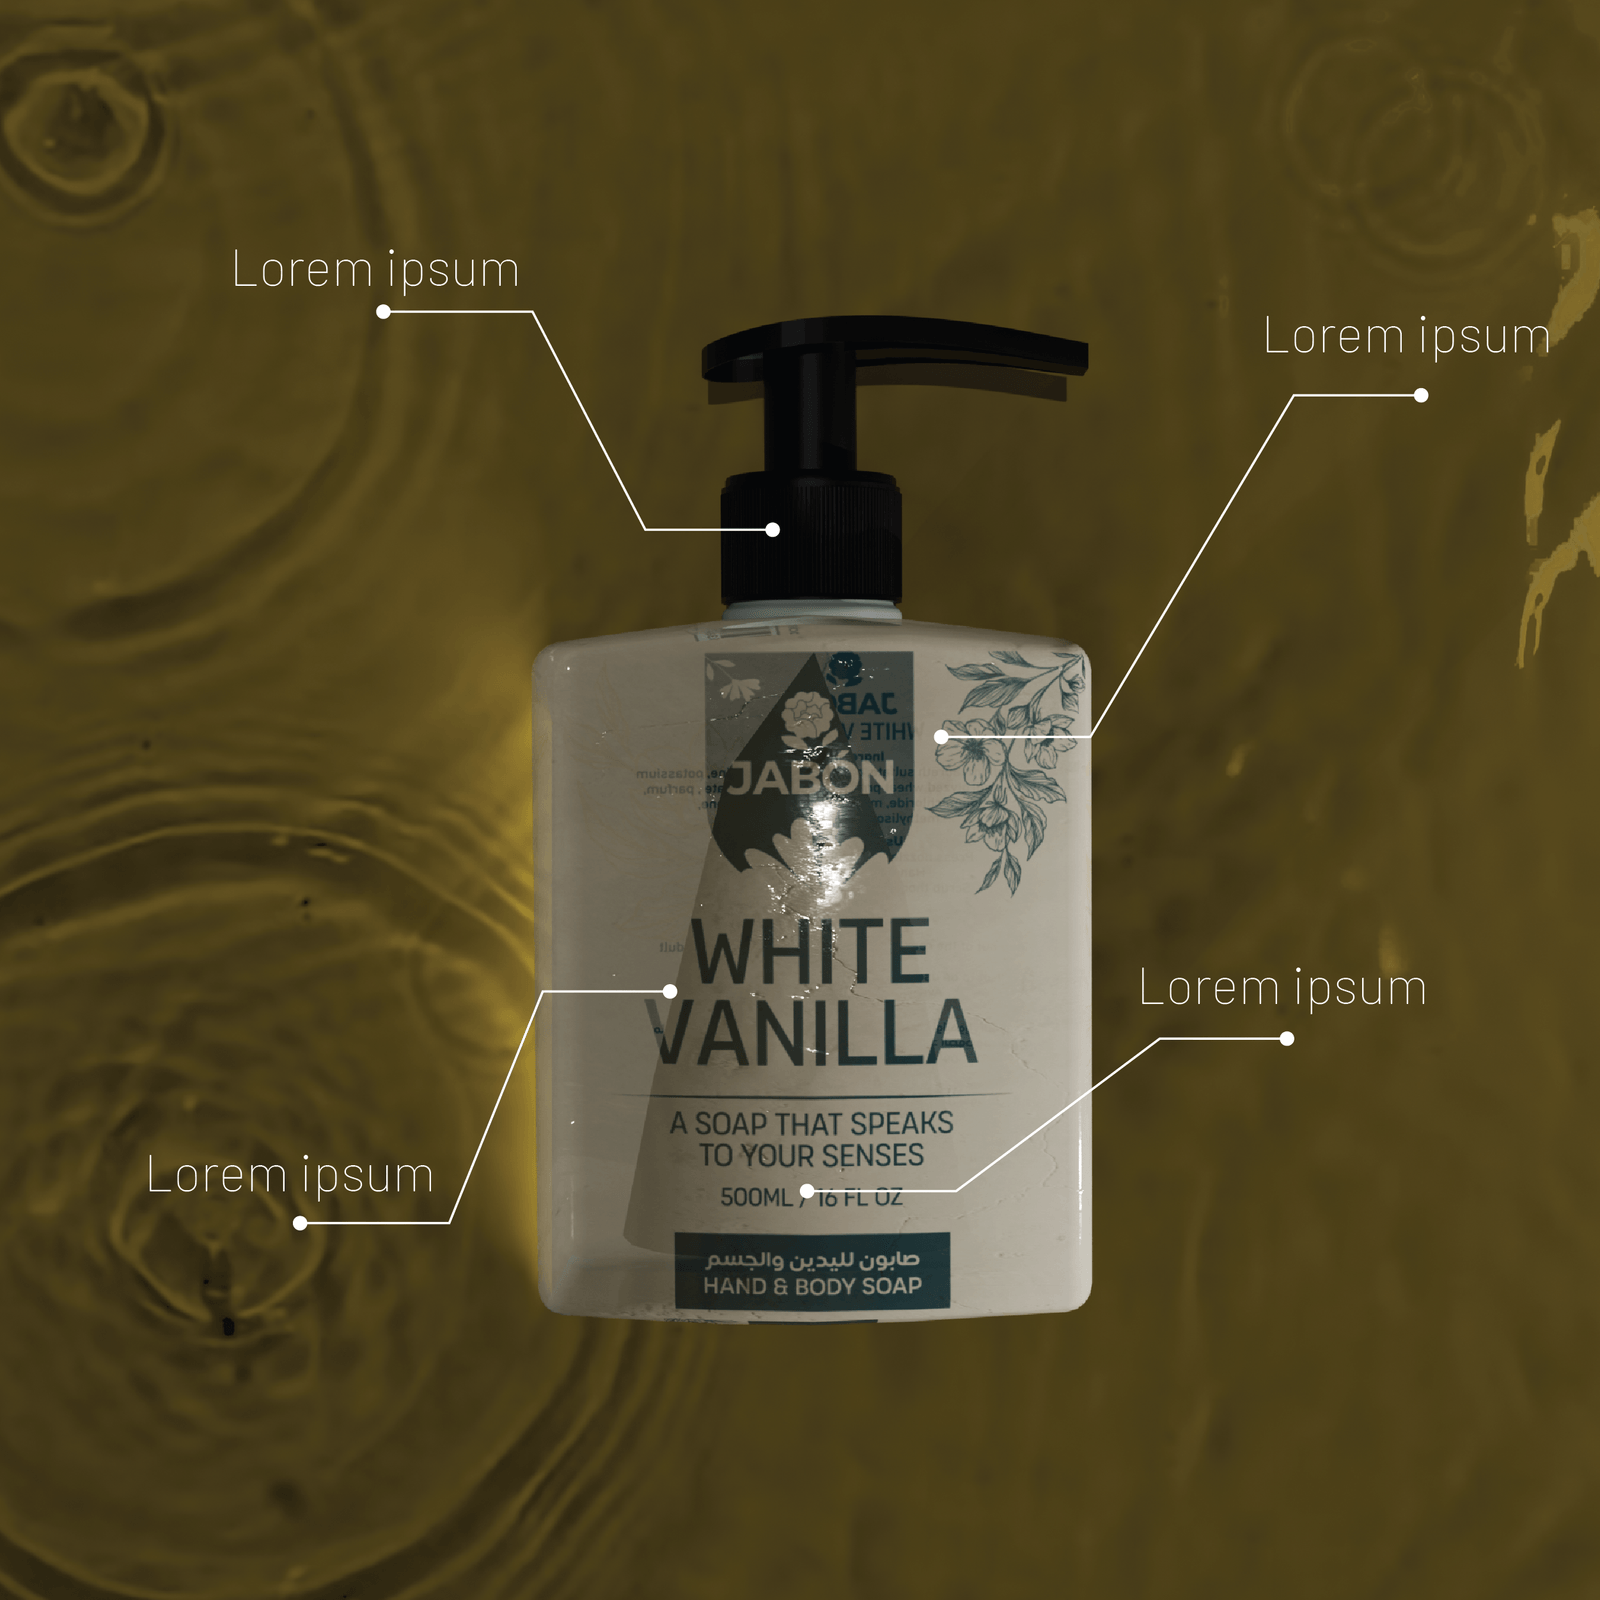 Lorem ipsum
Lorem ipsum
JABÓN
WHITE
VANILLA
Lorem ipsum
A SOAP THAT SPEAKS
TO YOUR SENSES
Lorem ipsum
500ML / 16 FL OZ
صابون لليدين والجسم
HAND & BODY SOAP